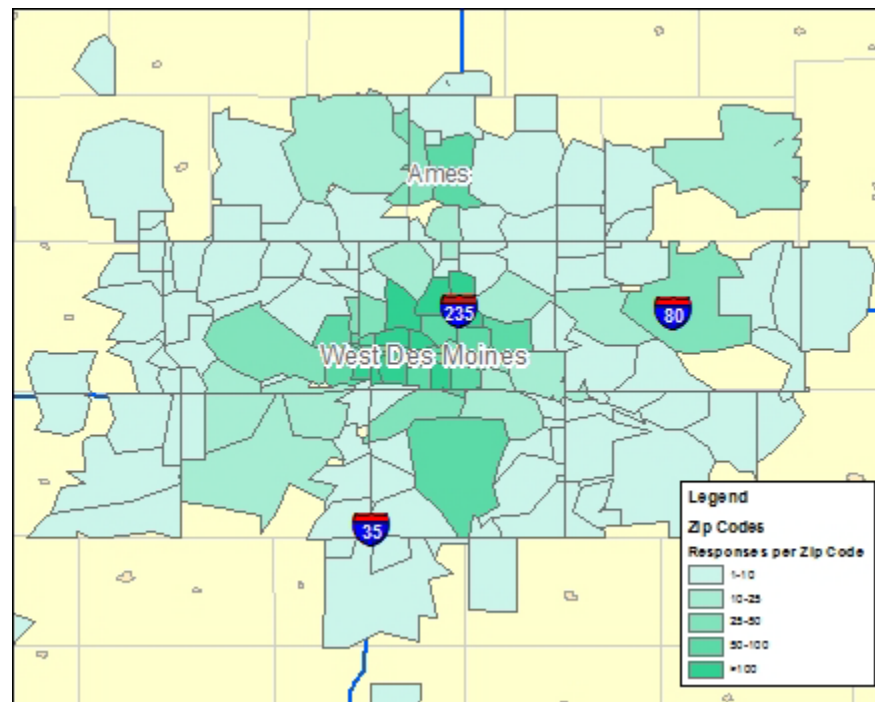 Ames
235
80
West Des Moines
35
Legend
Zip Codes
Responses per Zip Code
1-10
10-25
25-50
50-100
>100